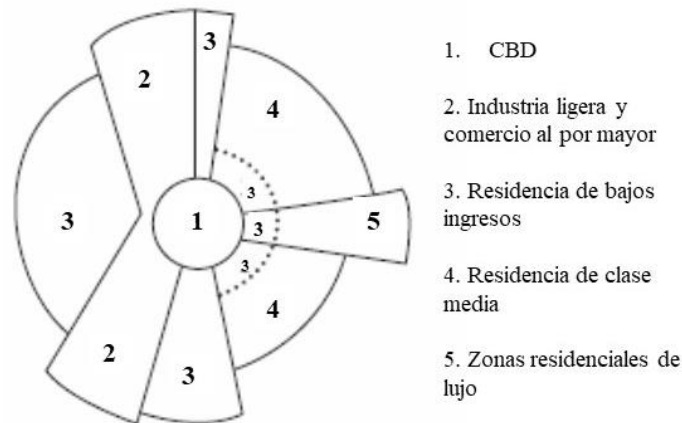 3
2
4
3
3
1
3
5
3
4
2
3
1. CBD
2. Industria ligera y
comercio al por mayor
3. Residencia de bajos
ingresos
4. Residencia de clase
media
5. Zonas residenciales de
lujo